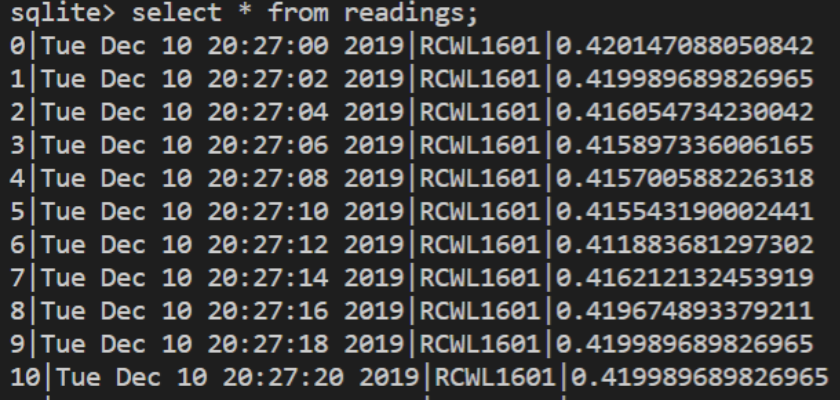 sqlite> select * from readings;
0|Tue Dec 10 20:27:00 2019|RCWL1601|0.420147088050842
1|Tue Dec 10 20:27:02 2019|RCWL1601|0.419989689826965
2|Tue Dec 10 20:27:04 2019|RCWL1601|0.416054734230042
3|Tue Dec 10 20:27:06 2019|RCWL1601|0.415897336006165
4|Tue Dec 10 20:27:08 2019|RCWL1601|0.415700588226318
5|Tue Dec 10 20:27:10 2019|RCWL1601|0.415543190002441
6|Tue Dec 10 20:27:12 2019|RCWL1601|0.411883681297302
7|Tue Dec 10 20:27:14 2019|RCWL1601|0.416212132453919
8|Tue Dec 10 20:27:16 2019|RCWL1601|0.419674893379211
9|Tue Dec 10 20:27:18 2019|RCWL1601|0.419989689826965
10|Tue Dec 10 20:27:20 2019|RCWL1601|0.419989689826965